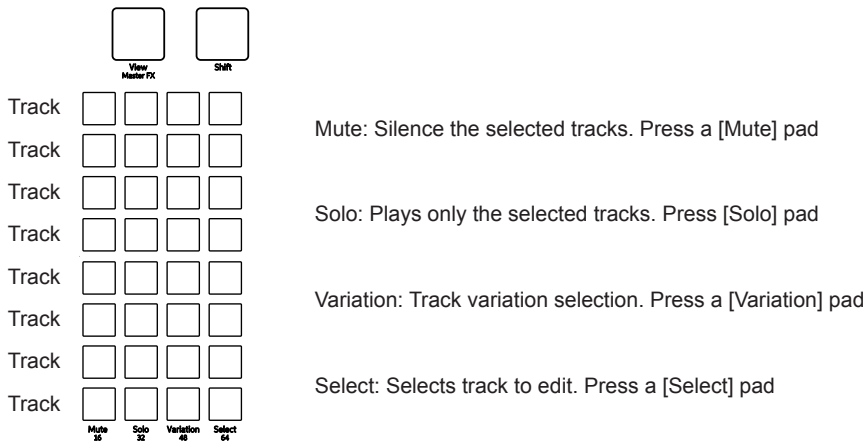 View
Master FX
Shift
Track
Track
Track
Track
Track
Track
Track
Track
Mute: Silence the selected tracks. Press a [Mute] pad
Solo: Plays only the selected tracks. Press [Solo] pad
Variation: Track variation selection. Press a [Variation] pad
Select: Selects track to edit. Press a [Select] pad
Mute
16
Solo
32
Variation
48
Select
64